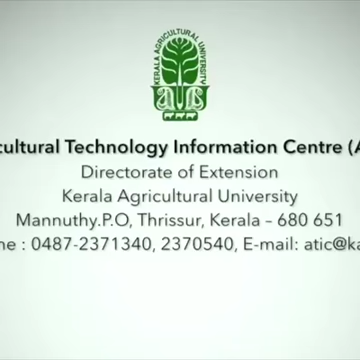 KERALA AGRICULTURAL UNIVERSITY
cultural Technology Information Centre (A
Directorate of Extension
Kerala Agricultural University
Mannuthy.P.O, Thrissur, Kerala – 680 651
ne : 0487-2371340, 2370540, E-mail: atic@ka